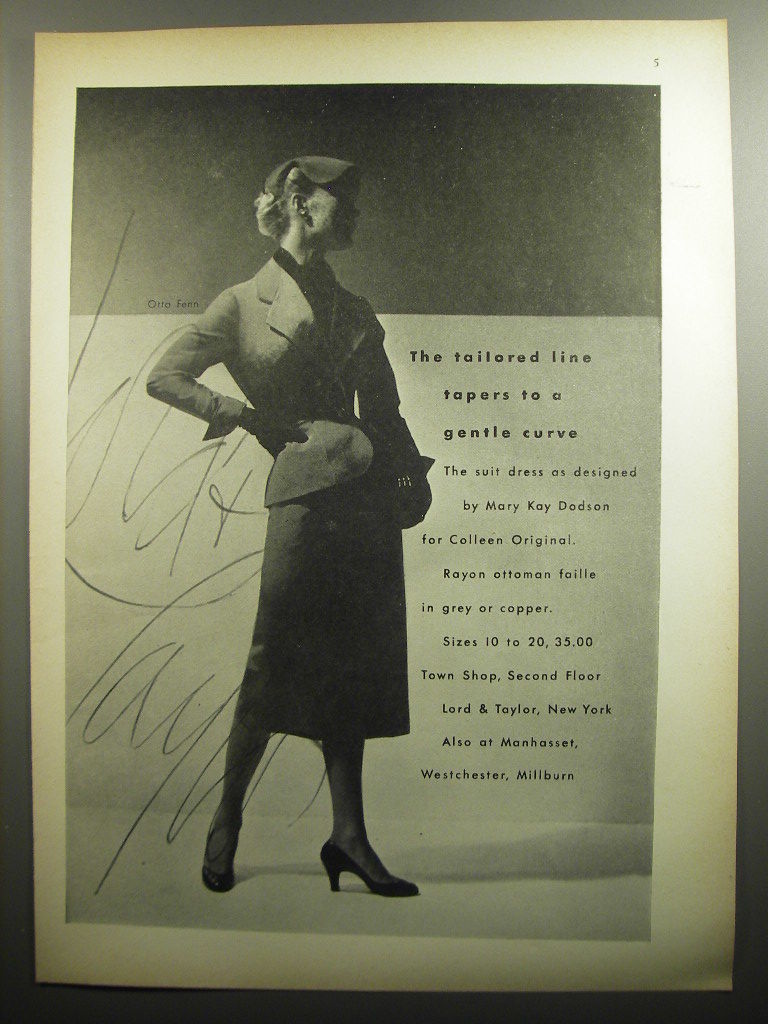 5
Otto Fenn
Lord &
Taylor
The tailored line
tapers to a
gentle curve
The suit dress as designed
by Mary Kay Dodson
for Colleen Original.
Rayon ottoman faille
in grey or copper.
Sizes 10 to 20, 35.00
Town Shop, Second Floor
Lord & Taylor, New York
Also at Manhasset,
Westchester, Millburn